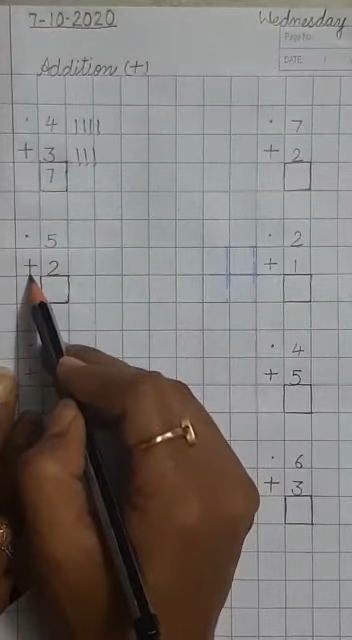 7-10-2020
Wednesday
Page No.
DATE: / /
Addition (+)
· 4 ||||
+ 3 |||
7
· 7
+ 2
· 5
+ 2
· 2
+ 1
· 4
+ 5
· 6
+ 3